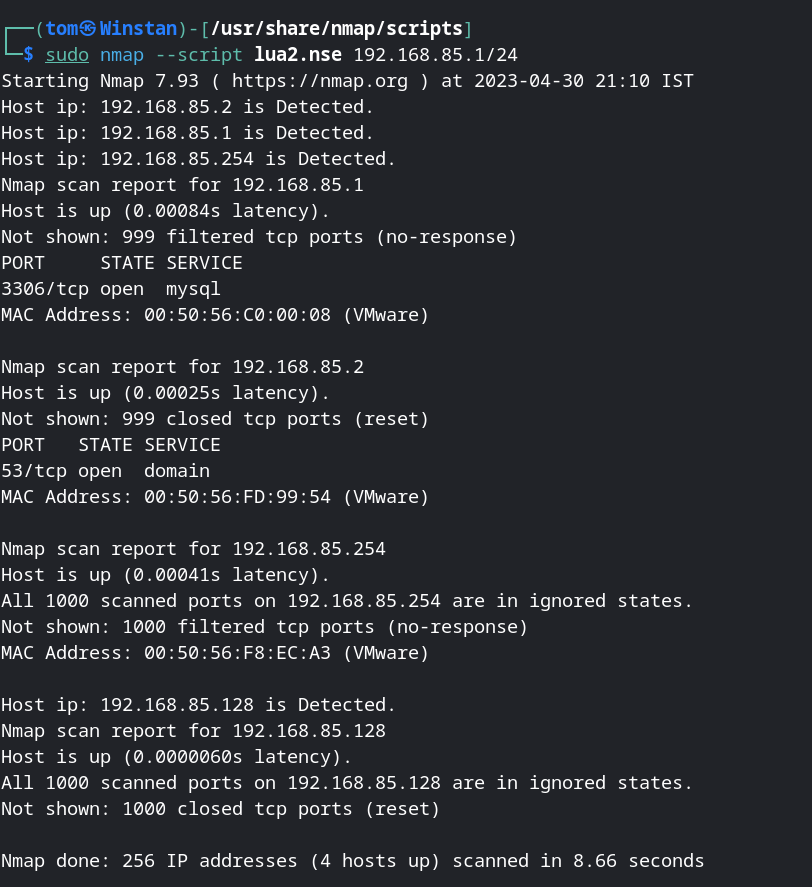 ┌──(tom㉿Winstan)-[/usr/share/nmap/scripts]
└─$ sudo nmap --script lua2.nse 192.168.85.1/24
Starting Nmap 7.93 ( https://nmap.org ) at 2023-04-30 21:10 IST
Host ip: 192.168.85.2 is Detected.
Host ip: 192.168.85.1 is Detected.
Host ip: 192.168.85.254 is Detected.
Nmap scan report for 192.168.85.1
Host is up (0.00084s latency).
Not shown: 999 filtered tcp ports (no-response)
PORT     STATE SERVICE
3306/tcp open  mysql
MAC Address: 00:50:56:C0:00:08 (VMware)

Nmap scan report for 192.168.85.2
Host is up (0.00025s latency).
Not shown: 999 closed tcp ports (reset)
PORT   STATE SERVICE
53/tcp open  domain
MAC Address: 00:50:56:FD:99:54 (VMware)

Nmap scan report for 192.168.85.254
Host is up (0.00041s latency).
All 1000 scanned ports on 192.168.85.254 are in ignored states.
Not shown: 1000 filtered tcp ports (no-response)
MAC Address: 00:50:56:F8:EC:A3 (VMware)

Host ip: 192.168.85.128 is Detected.
Nmap scan report for 192.168.85.128
Host is up (0.0000060s latency).
All 1000 scanned ports on 192.168.85.128 are in ignored states.
Not shown: 1000 closed tcp ports (reset)

Nmap done: 256 IP addresses (4 hosts up) scanned in 8.66 seconds